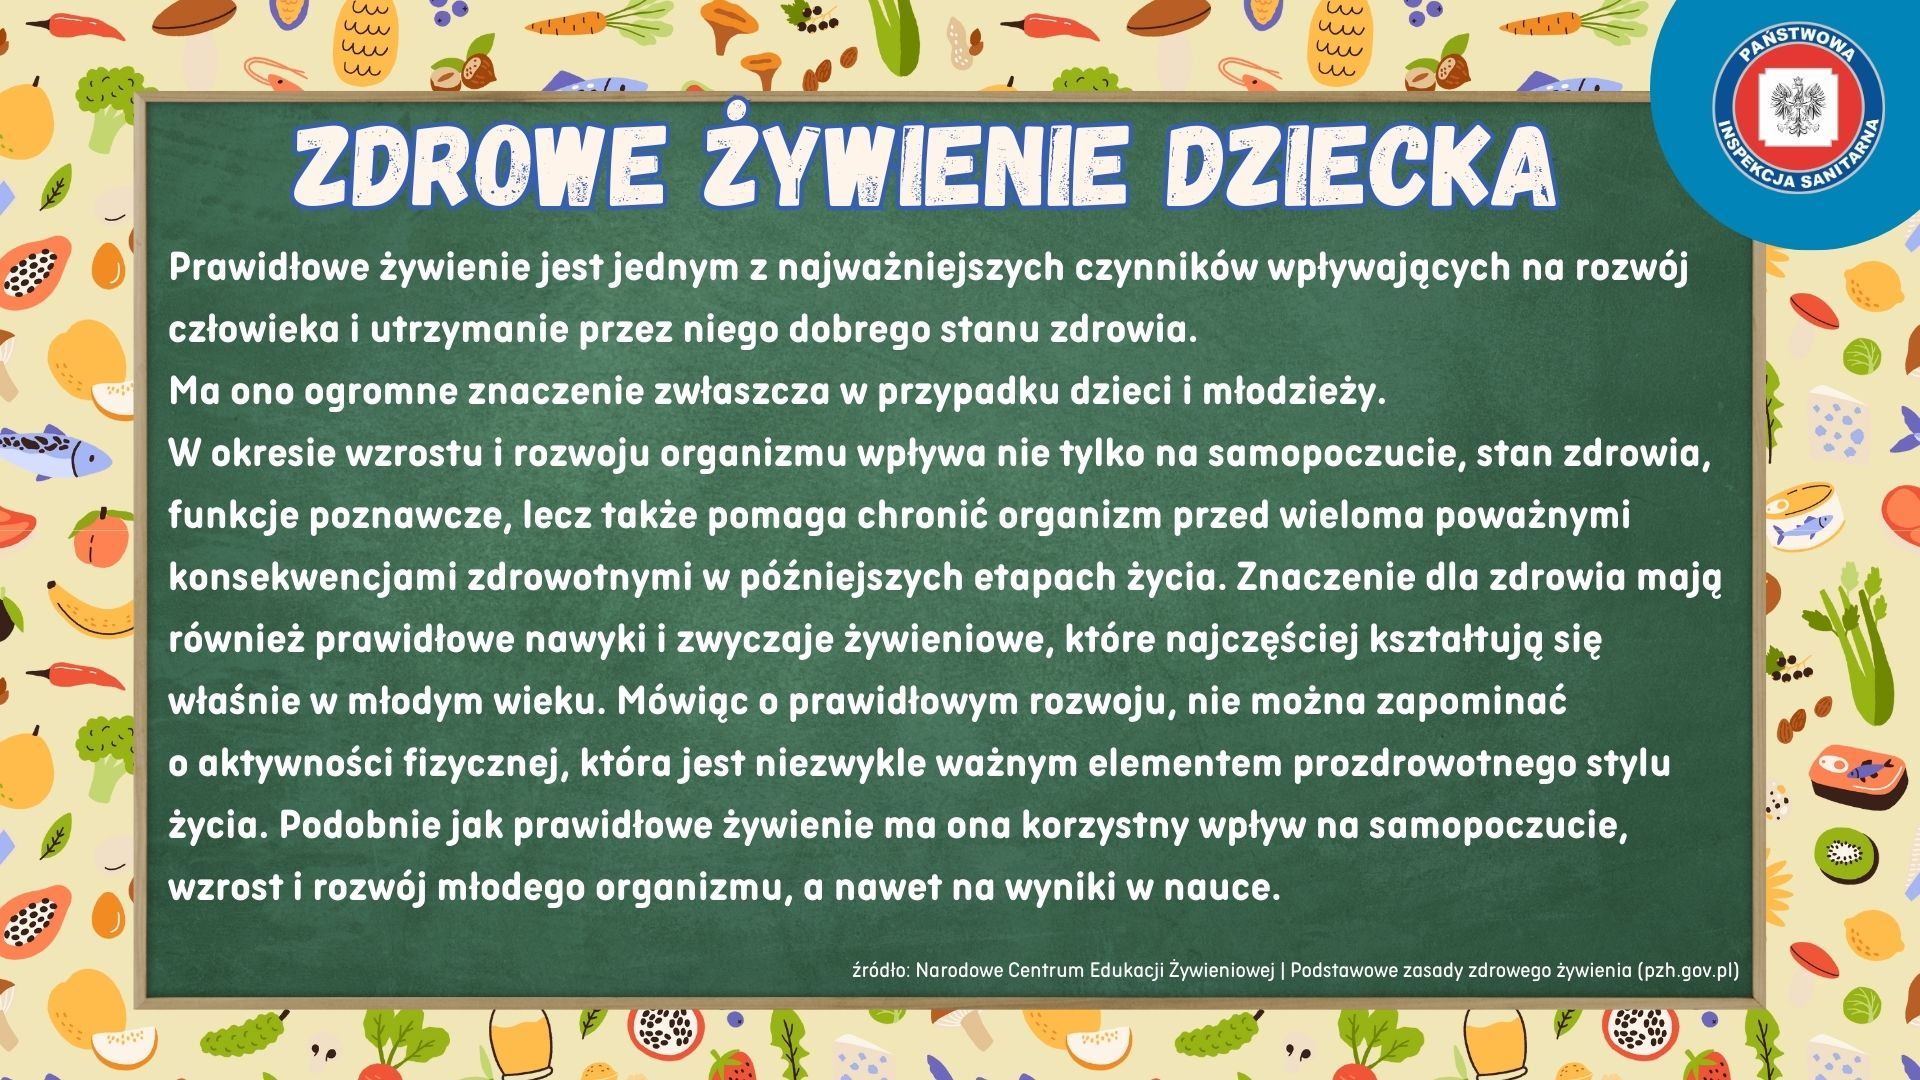 PAŃSTWOWA
INSPEKCJA SANITARNA
ZDROWE ŻYWIENIE DZIECKA
Prawidłowe żywienie jest jednym z najważniejszych czynników wpływających na rozwój
człowieka i utrzymanie przez niego dobrego stanu zdrowia.
Ma ono ogromne znaczenie zwłaszcza w przypadku dzieci i młodzieży.
W okresie wzrostu i rozwoju organizmu wpływa nie tylko na samopoczucie, stan zdrowia,
funkcje poznawcze, lecz także pomaga chronić organizm przed wieloma poważnymi
konsekwencjami zdrowotnymi w późniejszych etapach życia. Znaczenie dla zdrowia mają
również prawidłowe nawyki i zwyczaje żywieniowe, które najczęściej kształtują się
właśnie w młodym wieku. Mówiąc o prawidłowym rozwoju, nie można zapominać
o aktywności fizycznej, która jest niezwykle ważnym elementem prozdrowotnego stylu
życia. Podobnie jak prawidłowe żywienie ma ona korzystny wpływ na samopoczucie,
wzrost i rozwój młodego organizmu, a nawet na wyniki w nauce.
źródło: Narodowe Centrum Edukacji Żywieniowej | Podstawowe zasady zdrowego żywienia (pzh.gov.pl)